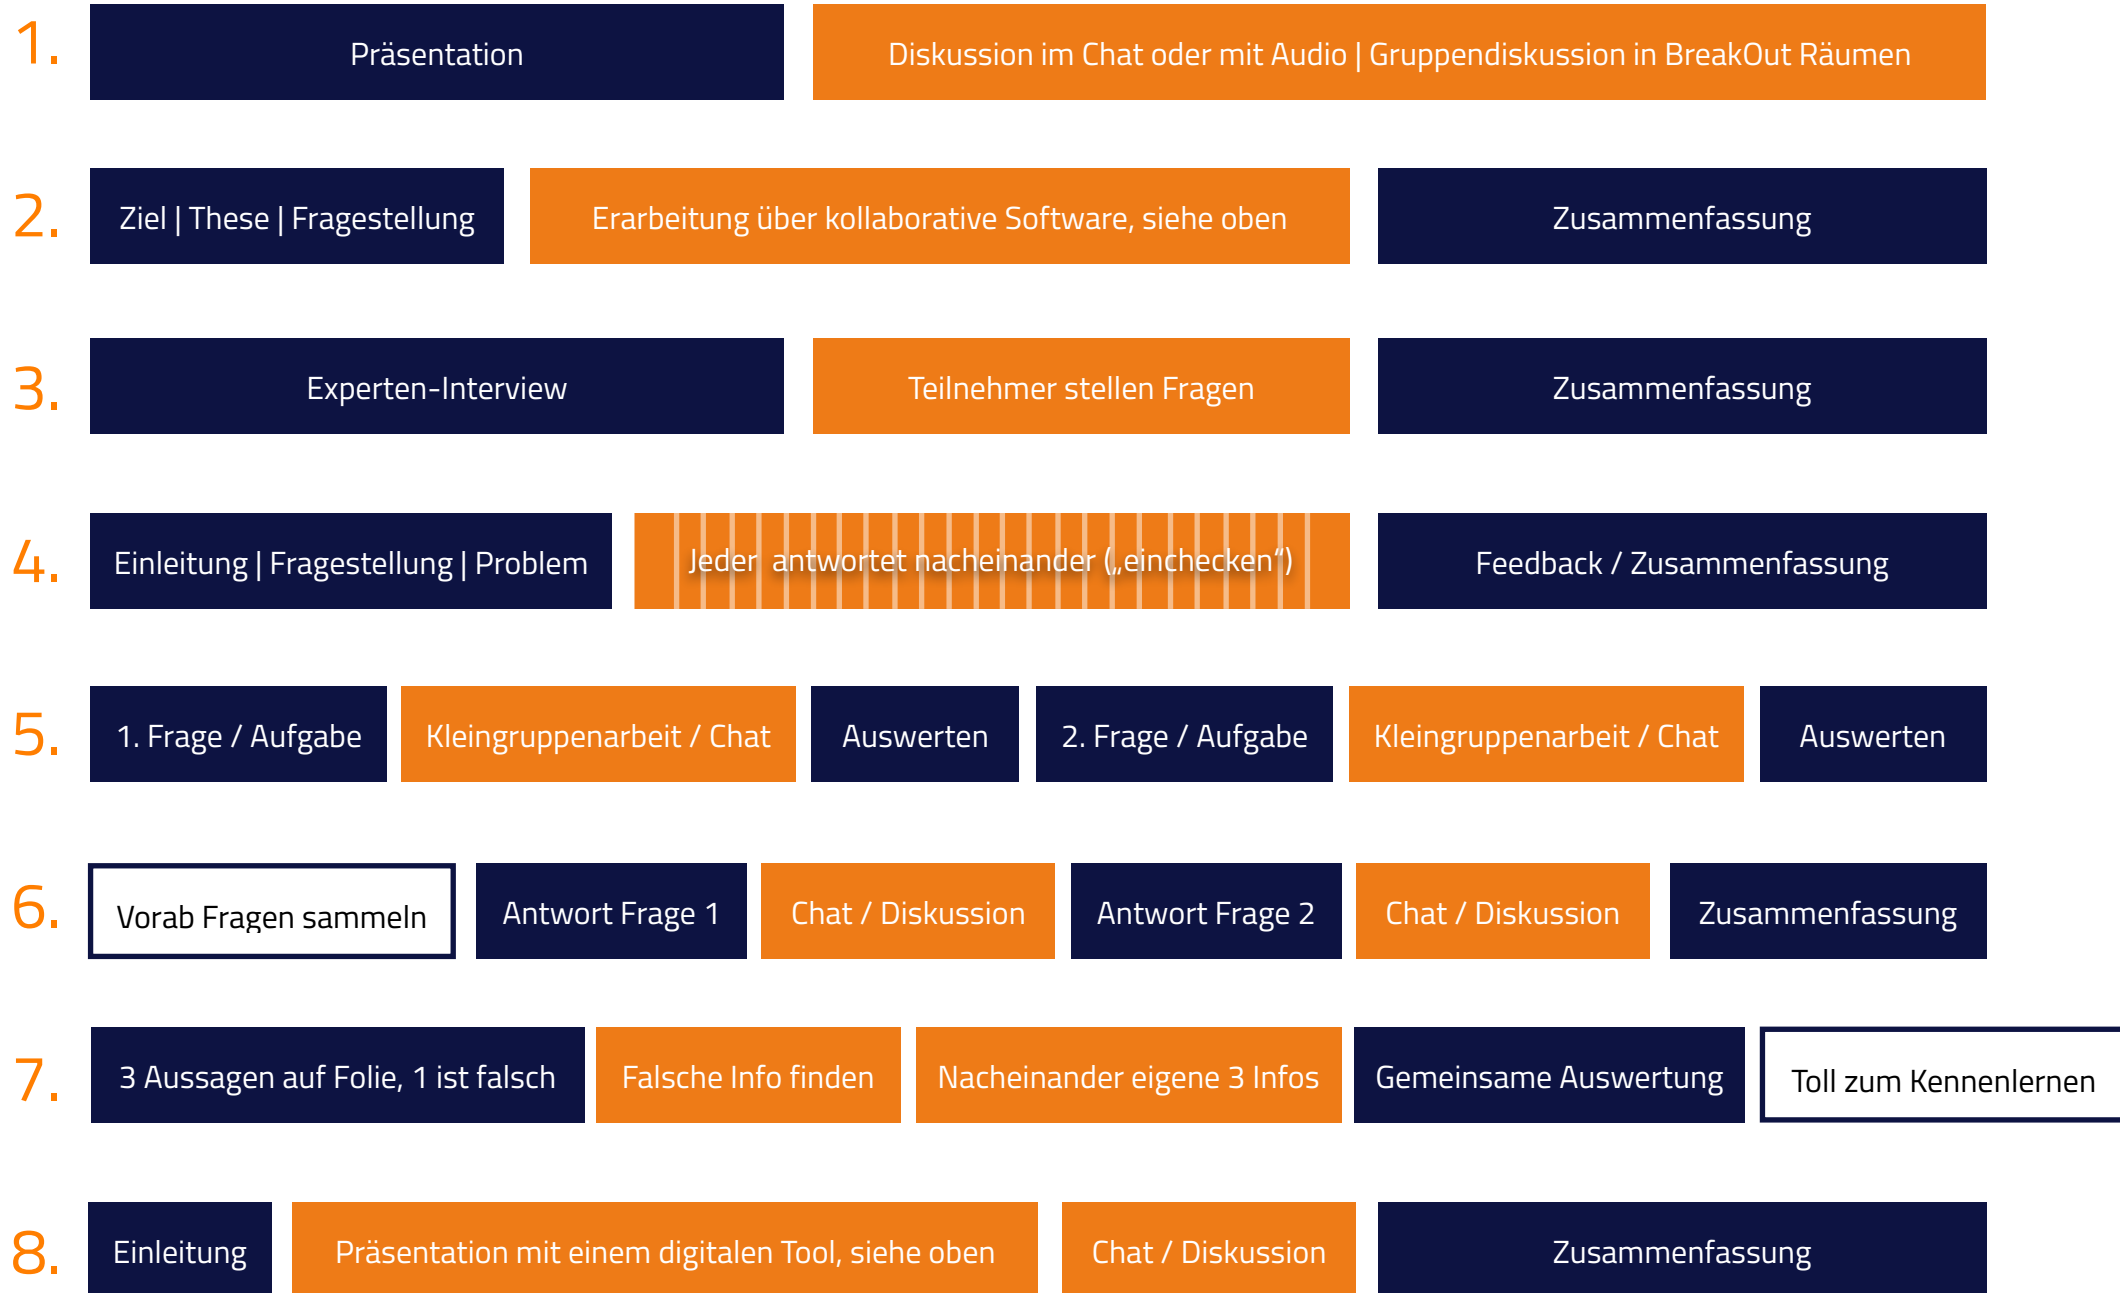 1. Präsentation Diskussion im Chat oder mit Audio | Gruppendiskussion in BreakOut Räumen
2. Ziel | These | Fragestellung Erarbeitung über kollaborative Software, siehe oben Zusammenfassung
3. Experten-Interview Teilnehmer stellen Fragen Zusammenfassung
4. Einleitung | Fragestellung | Problem Jeder antwortet nacheinander („einchecken“) Feedback / Zusammenfassung
5. 1. Frage / Aufgabe Kleingruppenarbeit / Chat Auswerten 2. Frage / Aufgabe Kleingruppenarbeit / Chat Auswerten
6. Vorab Fragen sammeln Antwort Frage 1 Chat / Diskussion Antwort Frage 2 Chat / Diskussion Zusammenfassung
7. 3 Aussagen auf Folie, 1 ist falsch Falsche Info finden Nacheinander eigene 3 Infos Gemeinsame Auswertung Toll zum Kennenlernen
8. Einleitung Präsentation mit einem digitalen Tool, siehe oben Chat / Diskussion Zusammenfassung